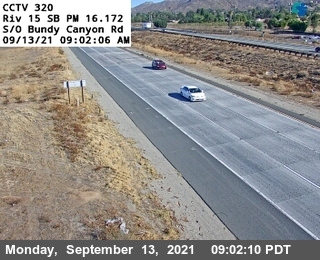 CCTV 320
Riv 15 SB PM 16.172
S/O Bundy Canyon Rd
09/13/21 09:02:06 AM
Monday, September 13, 2021 09:02:10 PDT